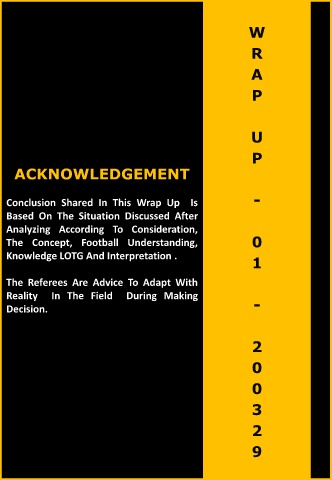 ACKNOWLEDGEMENT
Conclusion Shared In This Wrap Up Is
Based On The Situation Discussed After
Analyzing According To Consideration,
The Concept, Football Understanding,
Knowledge LOTG And Interpretation .
The Referees Are Advice To Adapt With
Reality In The Field During Making
Decision.
W
R
A
P
U
P
-
0
1
-
2
0
0
3
2
9